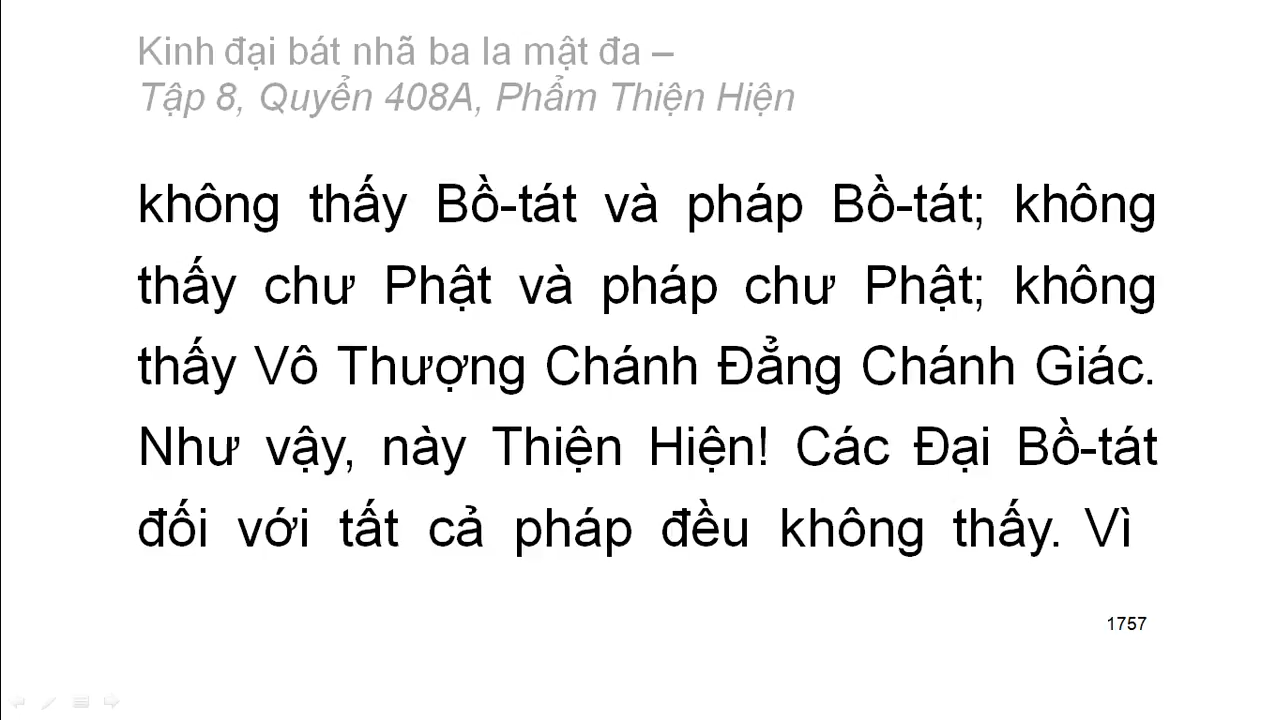 Kinh đại bát nhã ba la mật đa –
Tập 8, Quyển 408A, Phẩm Thiện Hiện
không thấy Bồ-tát và pháp Bồ-tát; không
thấy chư Phật và pháp chư Phật; không
thấy Vô Thượng Chánh Đẳng Chánh Giác.
Như vậy, này Thiện Hiện! Các Đại Bồ-tát
đối với tất cả pháp đều không thấy. Vì
1757